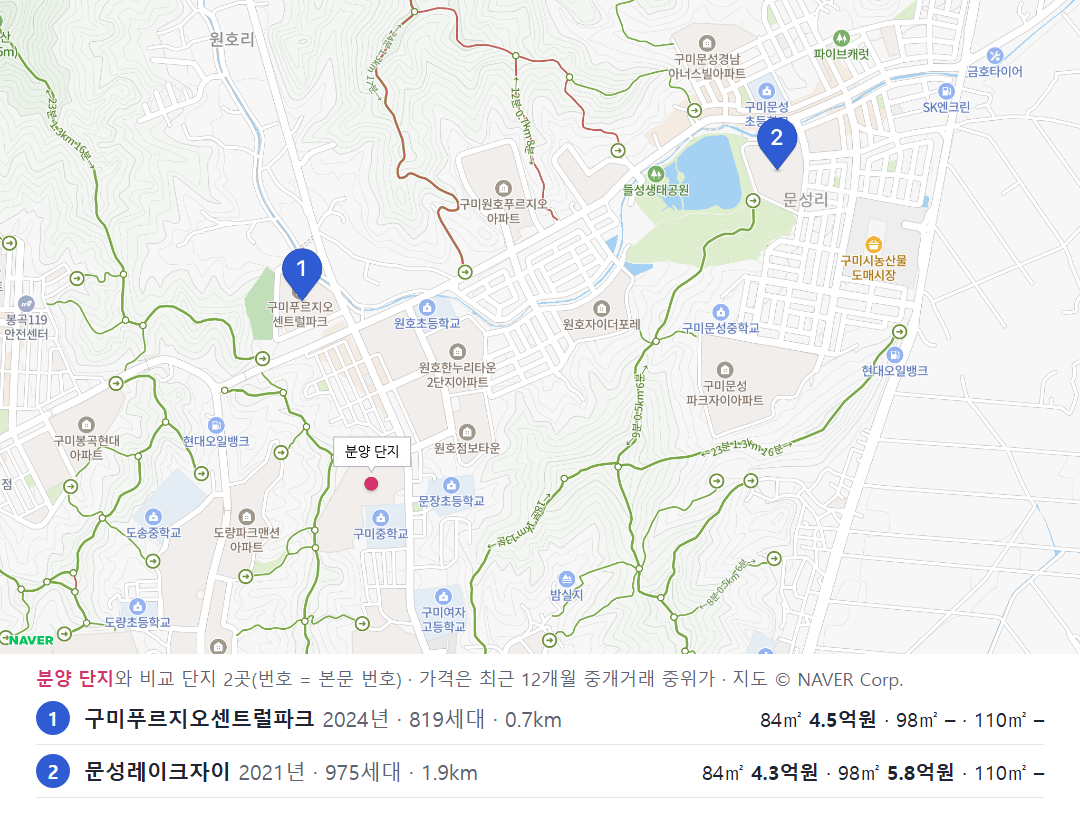 원호리
구미문성경남
아너스빌아파트
파이브캐럿
금호타이어
SK엔크린
구미문성
초등학교
2
문성리
들성생태공원
구미원호푸르지오
아파트
구미시농산물
도매시장
1
구미푸르지오
센트럴파크
원호초등학교
원호자이더포레
구미문성중학교
봉곡119
안전센터
원호한누리타운
2단지아파트
현대오일뱅크
구미문성
파크자이아파트
구미봉곡현대
아파트
현대오일뱅크
분양 단지
원호점보타운
문장초등학교
도송중학교
도량파크맨션
아파트
구미중학교
밤실지
구미여자
고등학교
도량초등학교
NAVER
분양 단지와 비교 단지 2곳(번호 = 본문 번호) · 가격은 최근 12개월 중개거래 중위가 · 지도 © NAVER Corp.
1 구미푸르지오센트럴파크 2024년 · 819세대 · 0.7km 84㎡ 4.5억원 · 98㎡ – · 110㎡ –
2 문성레이크자이 2021년 · 975세대 · 1.9km 84㎡ 4.3억원 · 98㎡ 5.8억원 · 110㎡ –